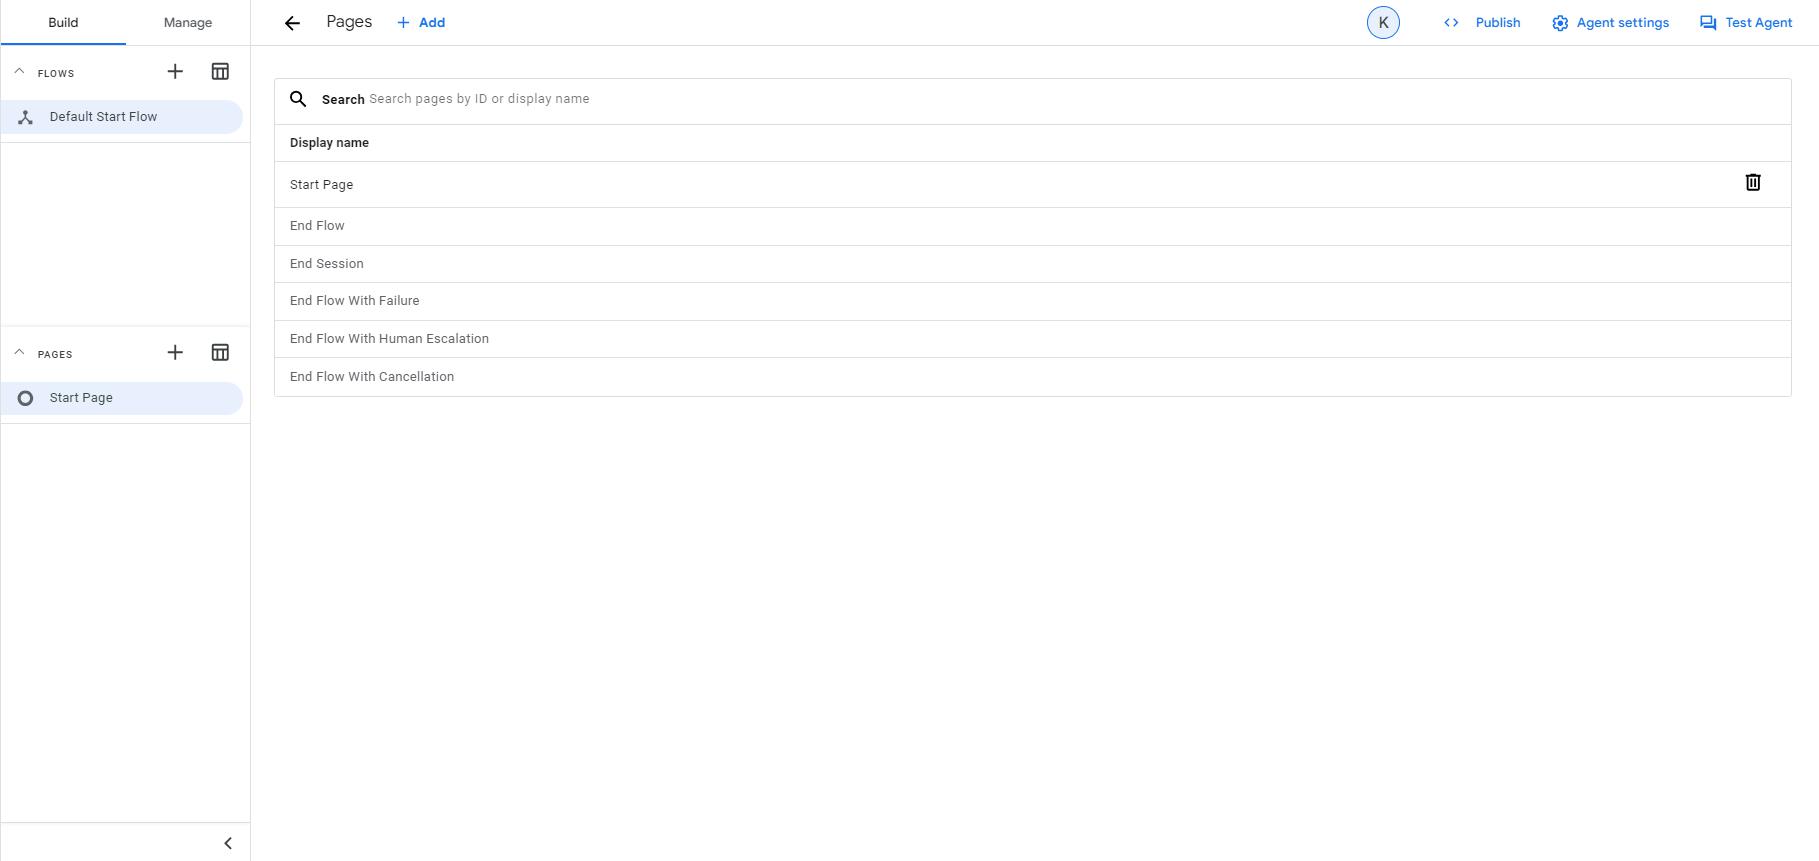 Build Manage
Pages Add
K Publish Agent settings Test Agent
FLOWS
Default Start Flow
PAGES
Start Page
Search Search pages by ID or display name
Display name
Start Page
End Flow
End Session
End Flow With Failure
End Flow With Human Escalation
End Flow With Cancellation